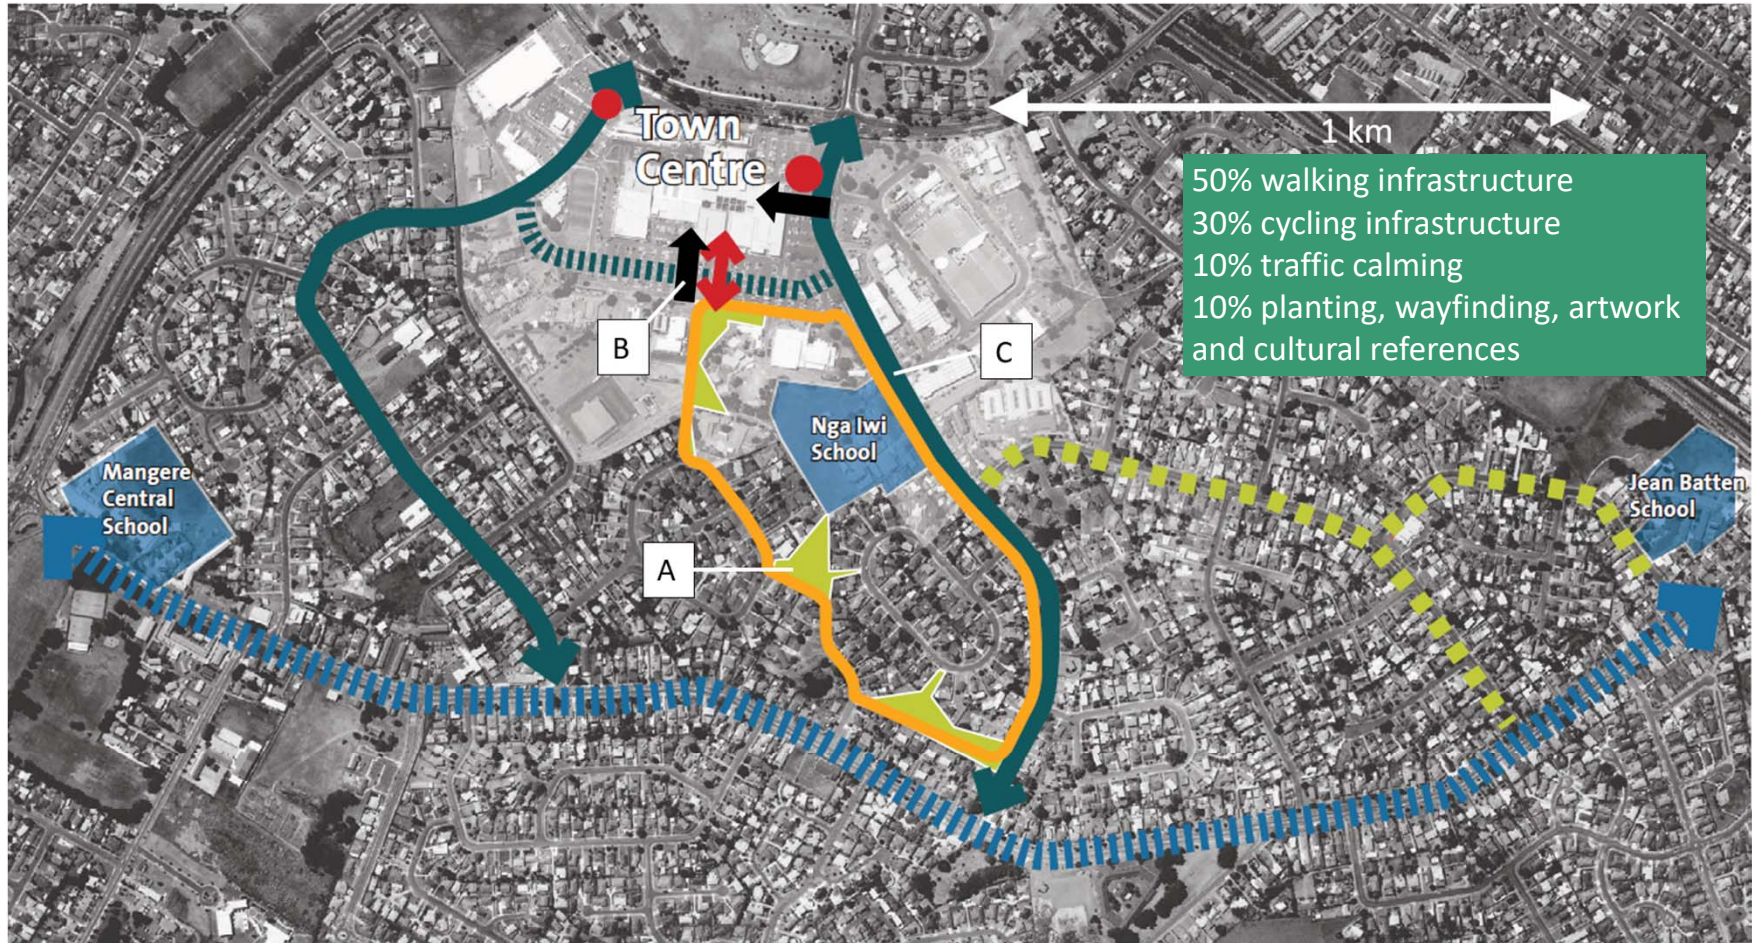 Town
Centre
1 km
50% walking infrastructure
30% cycling infrastructure
10% traffic calming
10% planting, wayfinding, artwork
and cultural references
B
C
Nga Iwi
School
Mangere
Central
School
Jean Batten
School
A